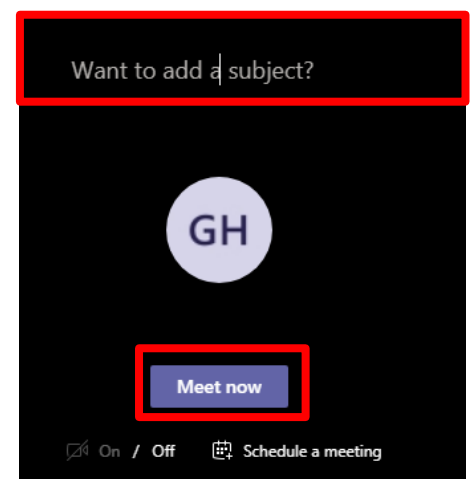 Want to add a subject?
GH
Meet now
On / Off Schedule a meeting